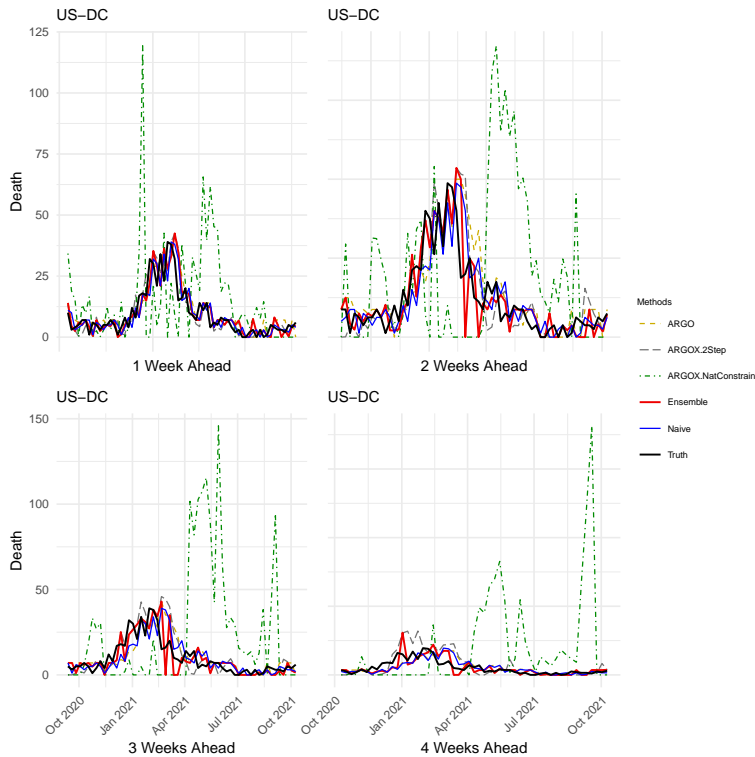 US−DC
US−DC
125
100
75
50
25
0
Death
1 Week Ahead
2 Weeks Ahead
US−DC
US−DC
150
100
50
0
Death
Oct 2020
Jan 2021
Apr 2021
Jul 2021
Oct 2021
Oct 2020
Jan 2021
Apr 2021
Jul 2021
Oct 2021
3 Weeks Ahead
4 Weeks Ahead
Methods
ARGO
ARGOX.2Step
ARGOX.NatConstrain
Ensemble
Naive
Truth